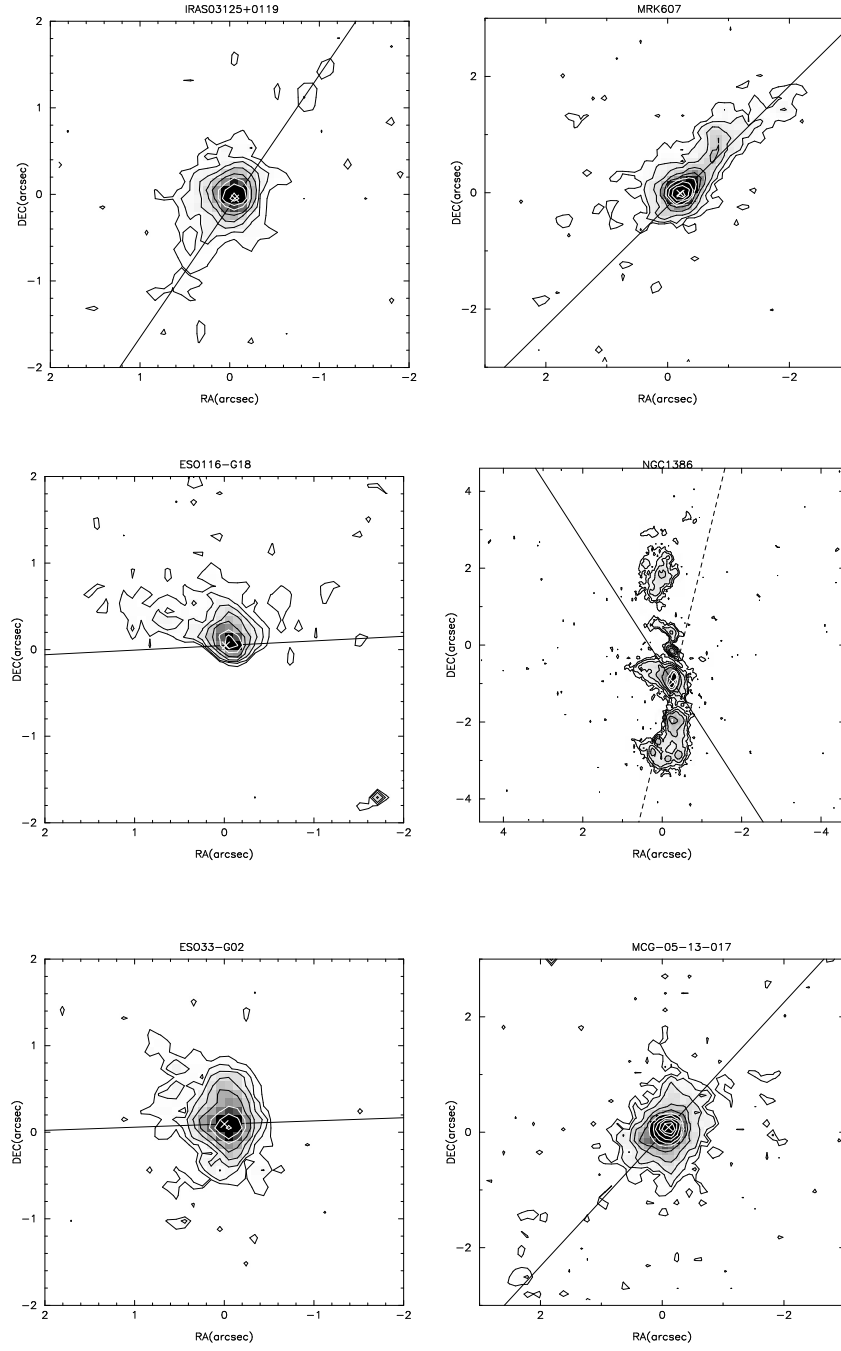 IRAS03125+0119
MRK607
2
1
0
−1
−2
DEC(arcsec)
2
1
0
−1
−2
RA(arcsec)
2
0
−2
DEC(arcsec)
2
0
−2
RA(arcsec)
ESO116−G18
NGC1386
2
1
0
−1
−2
DEC(arcsec)
2
1
0
−1
−2
RA(arcsec)
4
2
0
−2
−4
DEC(arcsec)
4
2
0
−2
−4
RA(arcsec)
ESO33−G02
MCG−05−13−017
2
1
0
−1
−2
DEC(arcsec)
2
1
0
−1
−2
RA(arcsec)
2
0
−2
DEC(arcsec)
2
0
−2
RA(arcsec)